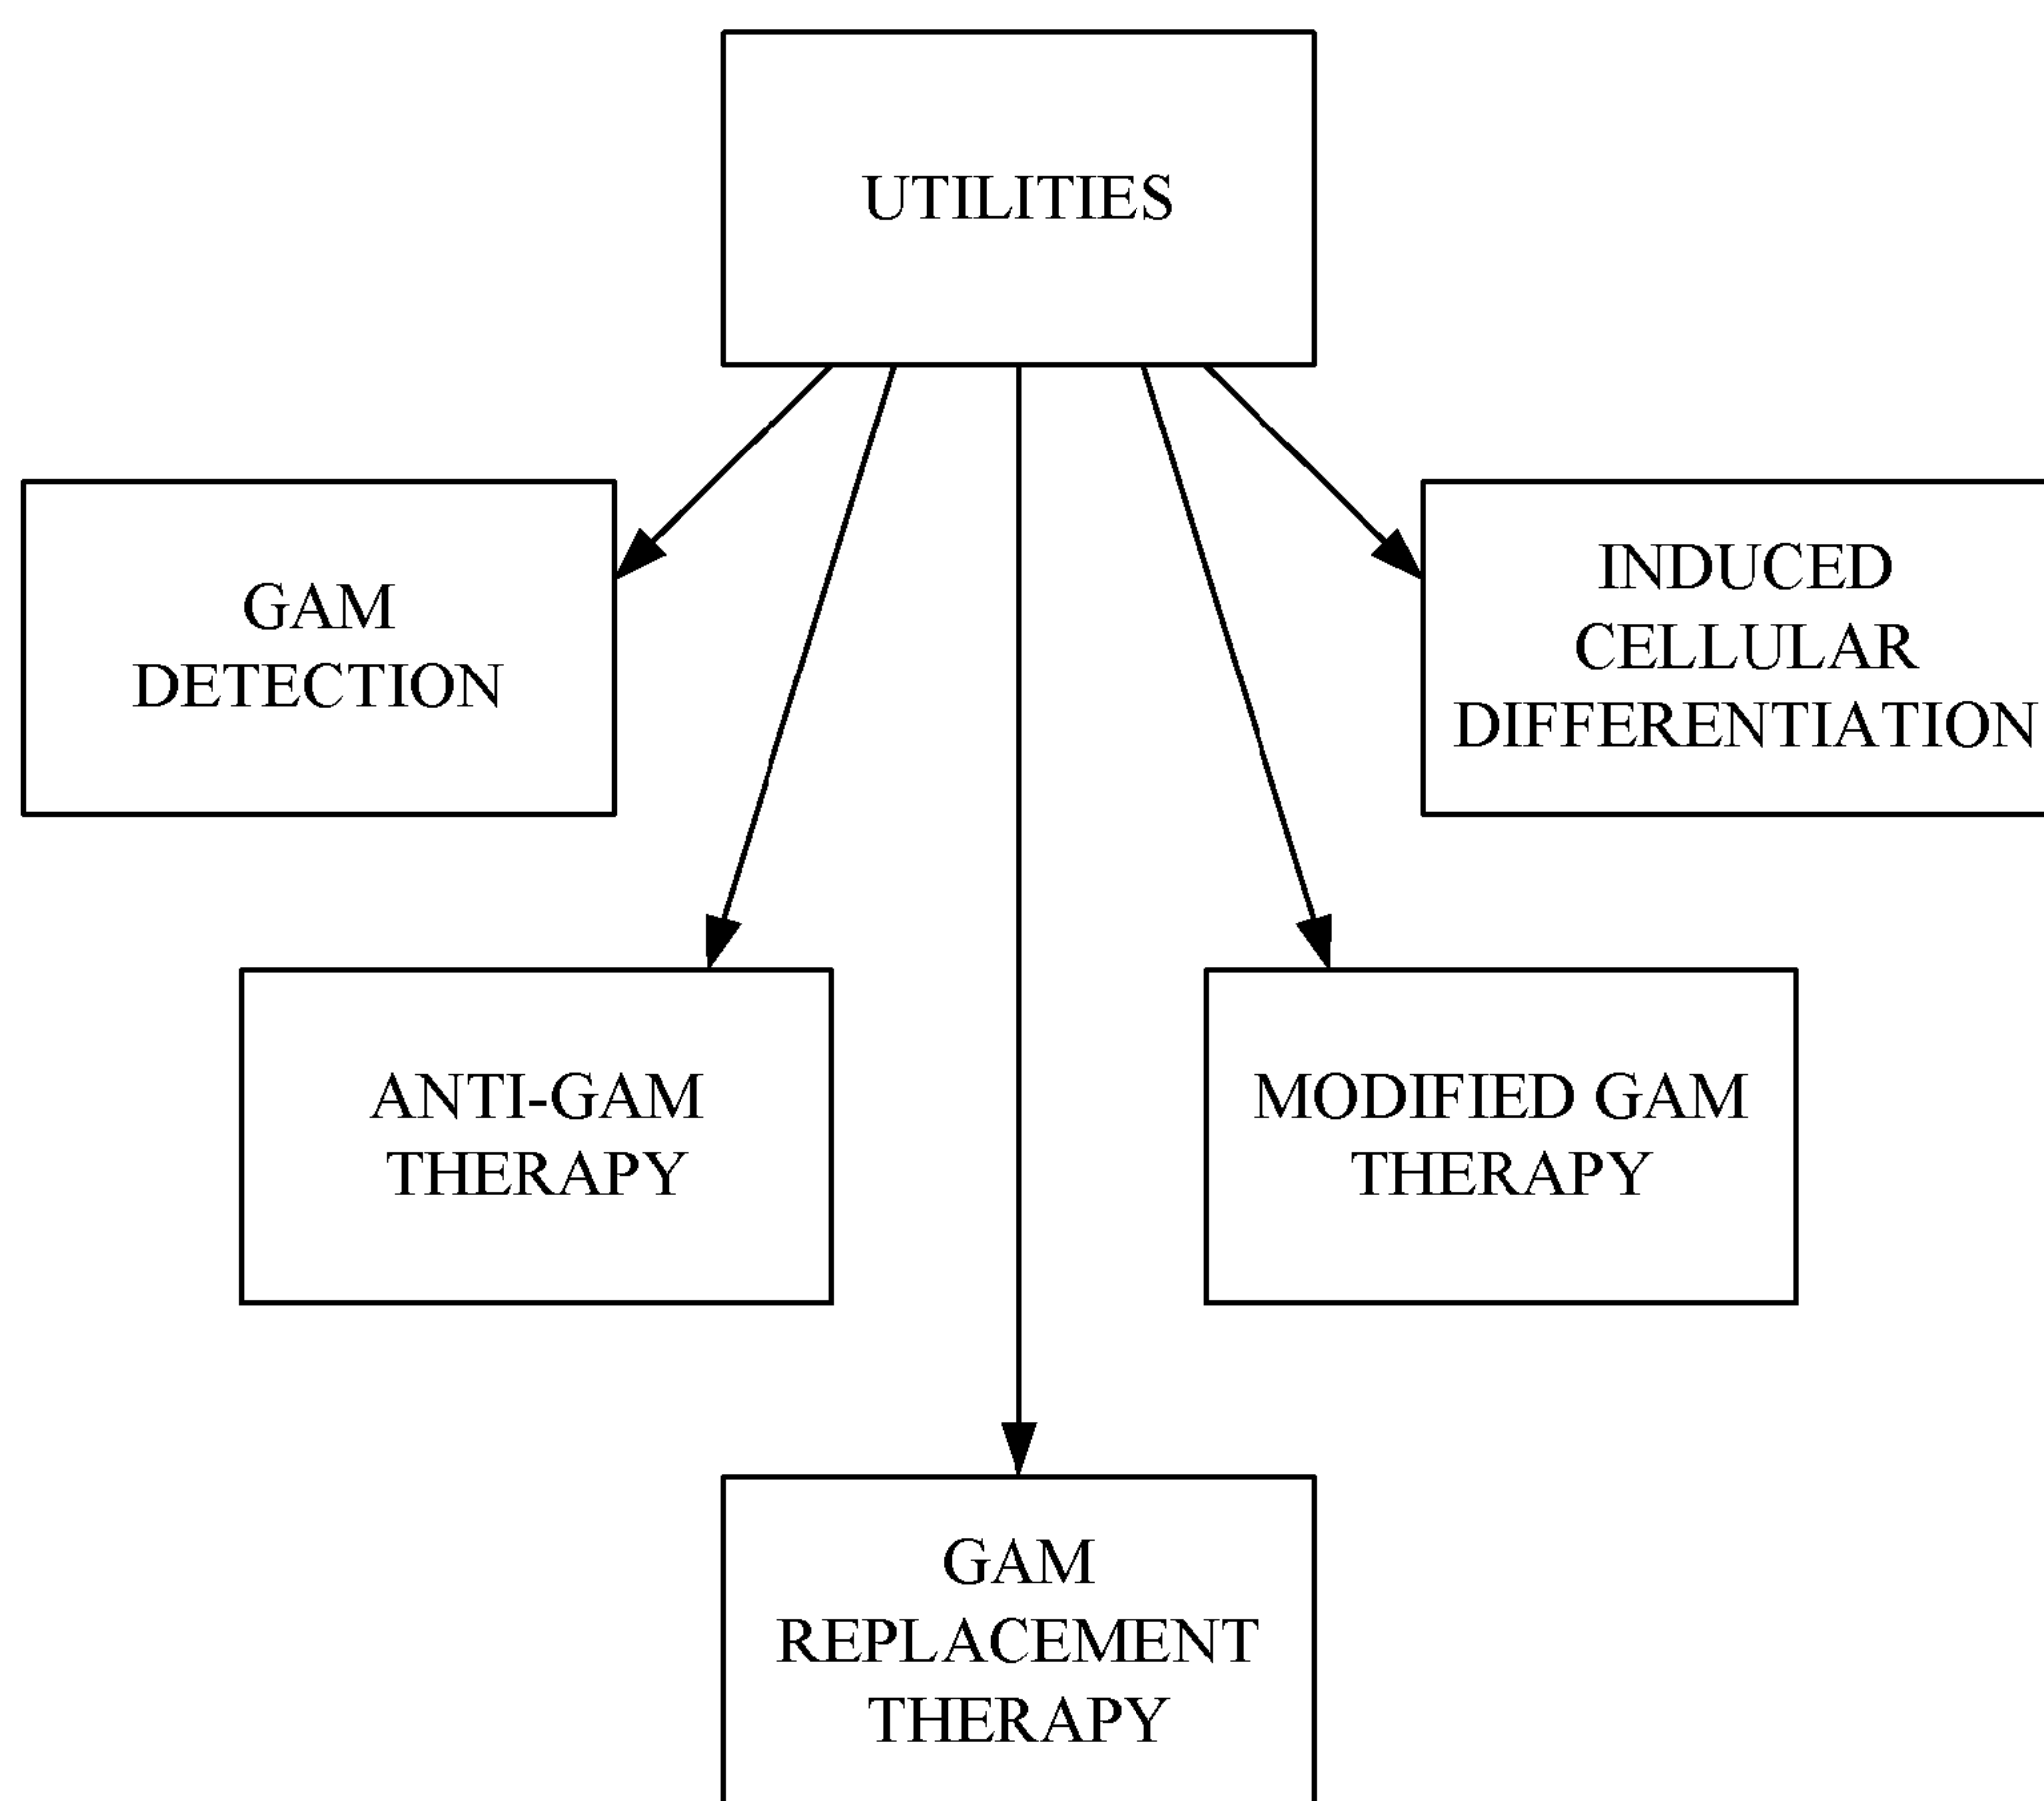 UTILITIES
GAM
DETECTION
INDUCED
CELLULAR
DIFFERENTIATION
ANTI-GAM
THERAPY
MODIFIED GAM
THERAPY
GAM
REPLACEMENT
THERAPY